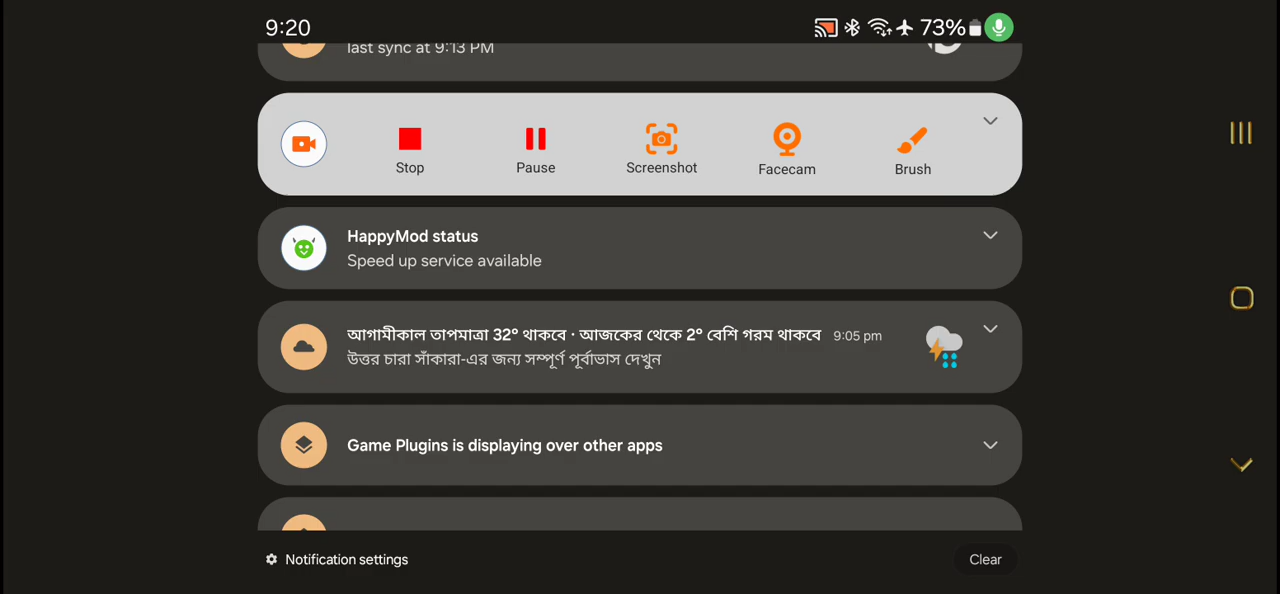 9:20
73%
last sync at 9:13 PM
Stop
Pause
Screenshot
Facecam
Brush
HappyMod status
Speed up service available
আগামীকাল তাপমাত্রা 32° থাকবে · আজকের থেকে 2° বেশি গরম থাকবে 9:05 pm
উত্তর চারা সাঁকারা-এর জন্য সম্পূর্ণ পূর্বাভাস দেখুন
Game Plugins is displaying over other apps
Notification settings
Clear